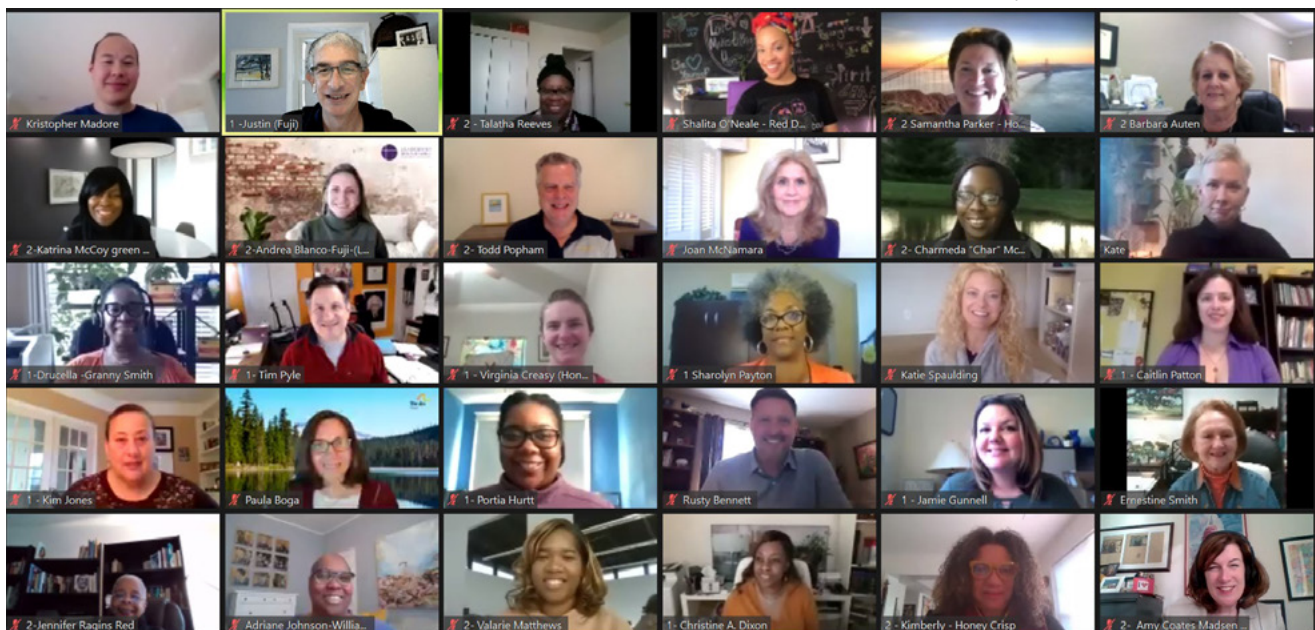 Kristopher Madore
1 -Justin (Fuji)
2 - Talatha Reeves
Shalita O'Neale - Red D...
2 Samantha Parker - Ho...
2 Barbara Auten
2-Katrina McCoy green ...
2-Andrea Blanco-Fuji-(L...
2- Todd Popham
Joan McNamara
2- Charmeda "Char" Mc...
Kate
1-Drucella -Granny Smith
1- Tim Pyle
1 - Virginia Creasy (Hon...
1 Sharolyn Payton
Katie Spaulding
1 - Caitlin Patton
1 - Kim Jones
Paula Boga
1- Portia Hurtt
Rusty Bennett
1 - Jamie Gunnell
Ernestine Smith
2-Jennifer Ragins Red
Adriane Johnson-Willia...
2- Valarie Matthews
1- Christine A. Dixon
2 - Kimberly - Honey Crisp
2- Amy Coates Madsen ...